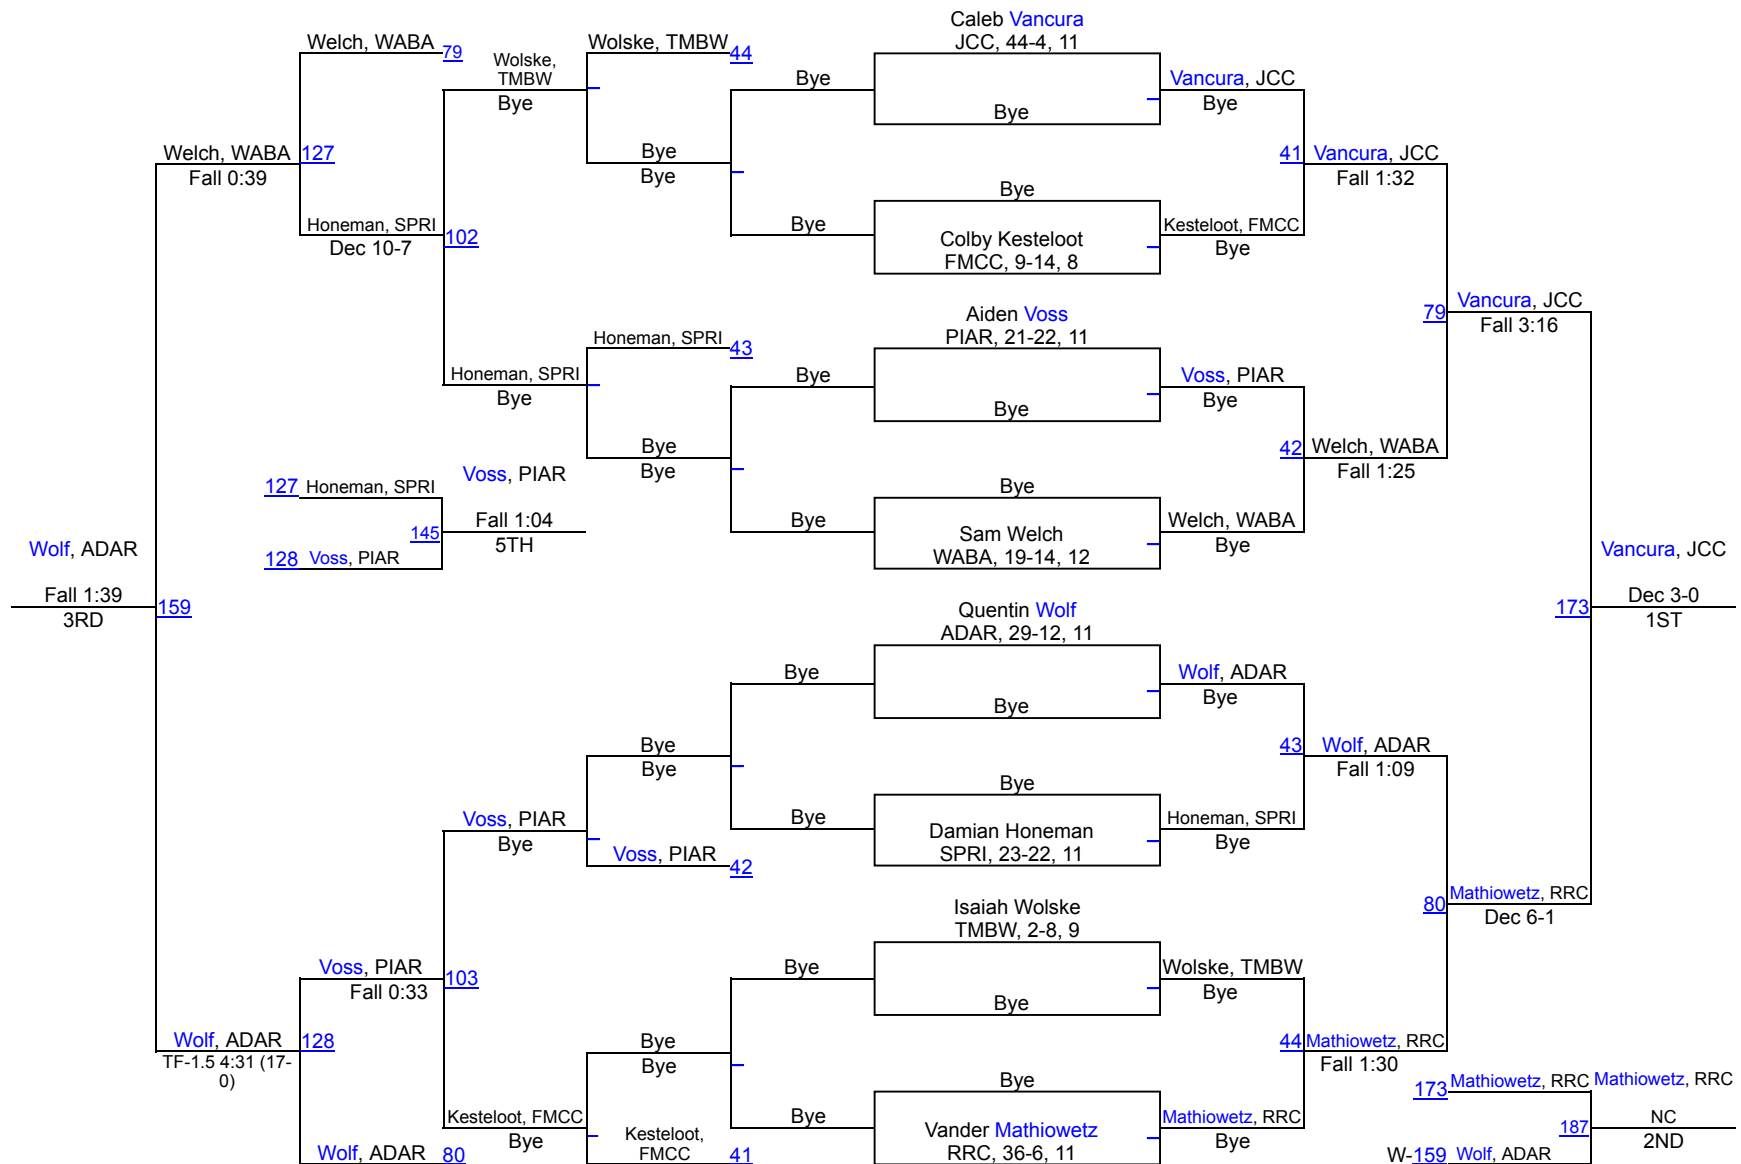 Caleb Vancura
JCC, 44-4, 11
Welch, WABA 79
Wolske, TMBW 44
Wolske,
TMBW
Bye
Bye
Vancura, JCC
Bye
Bye
Welch, WABA 127
Fall 0:39
Bye
Bye
41 Vancura, JCC
Fall 1:32
Honeman, SPRI
Dec 10-7
102
Bye
Bye
Colby Kesteloot
FMCC, 9-14, 8
Kesteloot, FMCC
Bye
79 Vancura, JCC
Fall 3:16
Aiden Voss
PIAR, 21-22, 11
Honeman, SPRI 43
Honeman, SPRI
Bye
Bye
Voss, PIAR
Bye
Bye
Bye
Bye
42 Welch, WABA
Fall 1:25
127 Honeman, SPRI
Voss, PIAR
145
Fall 1:04
5TH
128 Voss, PIAR
Bye
Bye
Sam Welch
WABA, 19-14, 12
Welch, WABA
Bye
Wolf, ADAR
Fall 1:39
3RD
159
Vancura, JCC
173
Dec 3-0
1ST
Quentin Wolf
ADAR, 29-12, 11
Bye
Wolf, ADAR
Bye
Bye
Bye
Bye
43 Wolf, ADAR
Fall 1:09
Voss, PIAR
Bye
Voss, PIAR 42
Bye
Bye
Damian Honeman
SPRI, 23-22, 11
Honeman, SPRI
Bye
80 Mathiowetz, RRC
Dec 6-1
Isaiah Wolske
TMBW, 2-8, 9
Voss, PIAR
Fall 0:33
103
Bye
Wolske, TMBW
Bye
Bye
Wolf, ADAR
TF-1.5 4:31 (17-
0)
128
Bye
Bye
44 Mathiowetz, RRC
Fall 1:30
Kesteloot, FMCC
Bye
Kesteloot,
FMCC
41
Wolf, ADAR 80
Bye
Bye
Vander Mathiowetz
RRC, 36-6, 11
Mathiowetz, RRC
Bye
173 Mathiowetz, RRC
Mathiowetz, RRC
187
NC
2ND
W-159 Wolf, ADAR